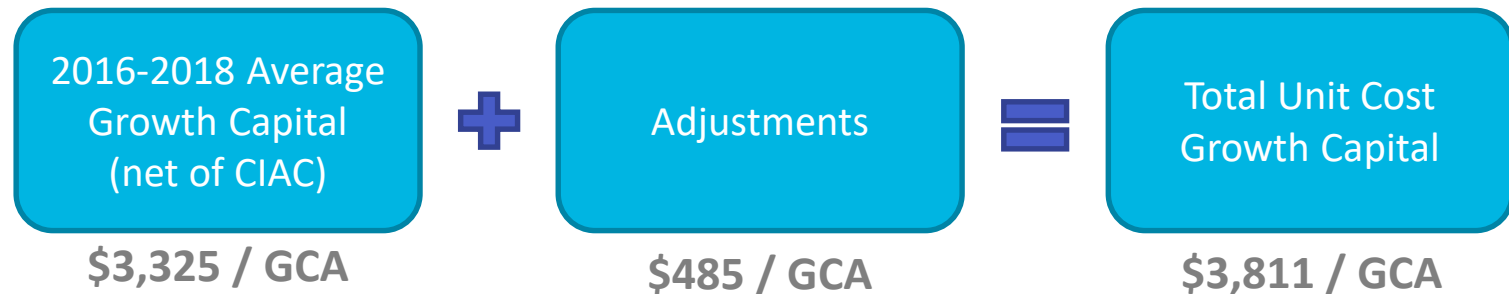 2016-2018 Average
Growth Capital
(net of CIAC)
$3,325 / GCA
Adjustments
$485 / GCA
Total Unit Cost
Growth Capital
$3,811 / GCA